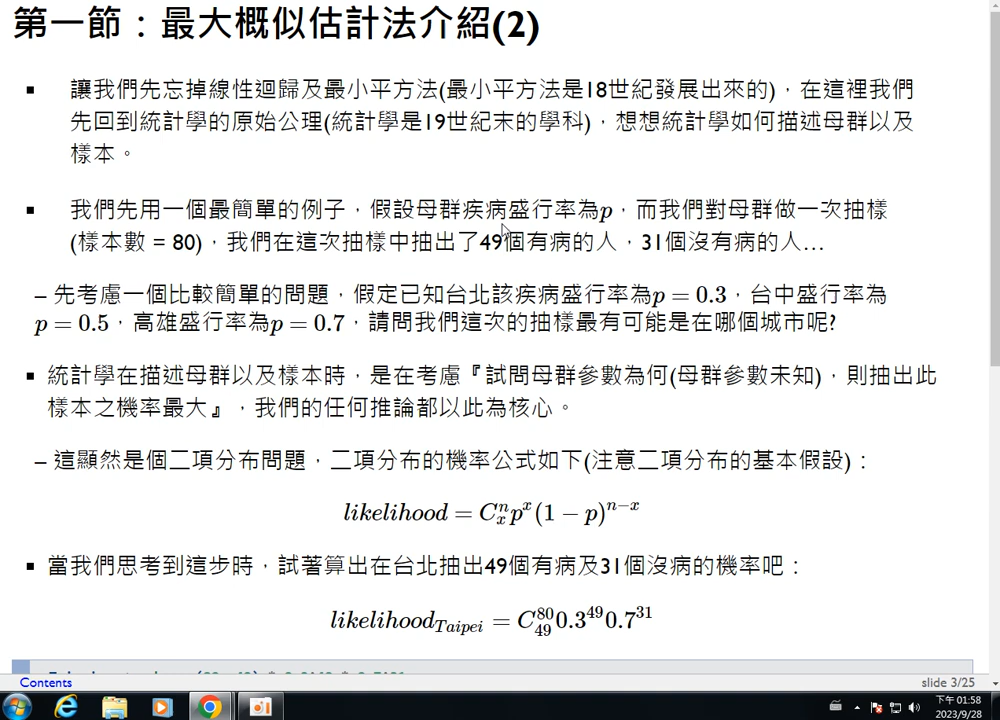 第一節：最大概似估計法介紹(2)
▪ 讓我們先忘掉線性迴歸及最小平方法(最小平方法是18世紀發展出來的)，在這裡我們
先回到統計學的原始公理(統計學是19世紀末的學科)，想想統計學如何描述母群以及
樣本。
▪ 我們先用一個最簡單的例子，假設母群疾病盛行率為p，而我們對母群做一次抽樣
(樣本數 = 80)，我們在這次抽樣中抽出了49個有病的人，31個沒有病的人…
– 先考慮一個比較簡單的問題，假定已知台北該疾病盛行率為p = 0.3，台中盛行率為
p = 0.5，高雄盛行率為p = 0.7，請問我們這次的抽樣最有可能是在哪個城市呢?
▪ 統計學在描述母群以及樣本時，是在考慮『試問母群參數為何(母群參數未知)，則抽出此
樣本之機率最大』，我們的任何推論都以此為核心。
– 這顯然是個二項分布問題，二項分布的機率公式如下(注意二項分布的基本假設)：
likelihood = C_x^n p^x (1 − p)^{n−x}
▪ 當我們思考到這步時，試著算出在台北抽出49個有病及31個沒病的機率吧：
likelihood_{Taipei} = C_{49}^{80} 0.3^{49} 0.7^{31}
Contents
slide 3/25
下午 01:58
2023/9/28